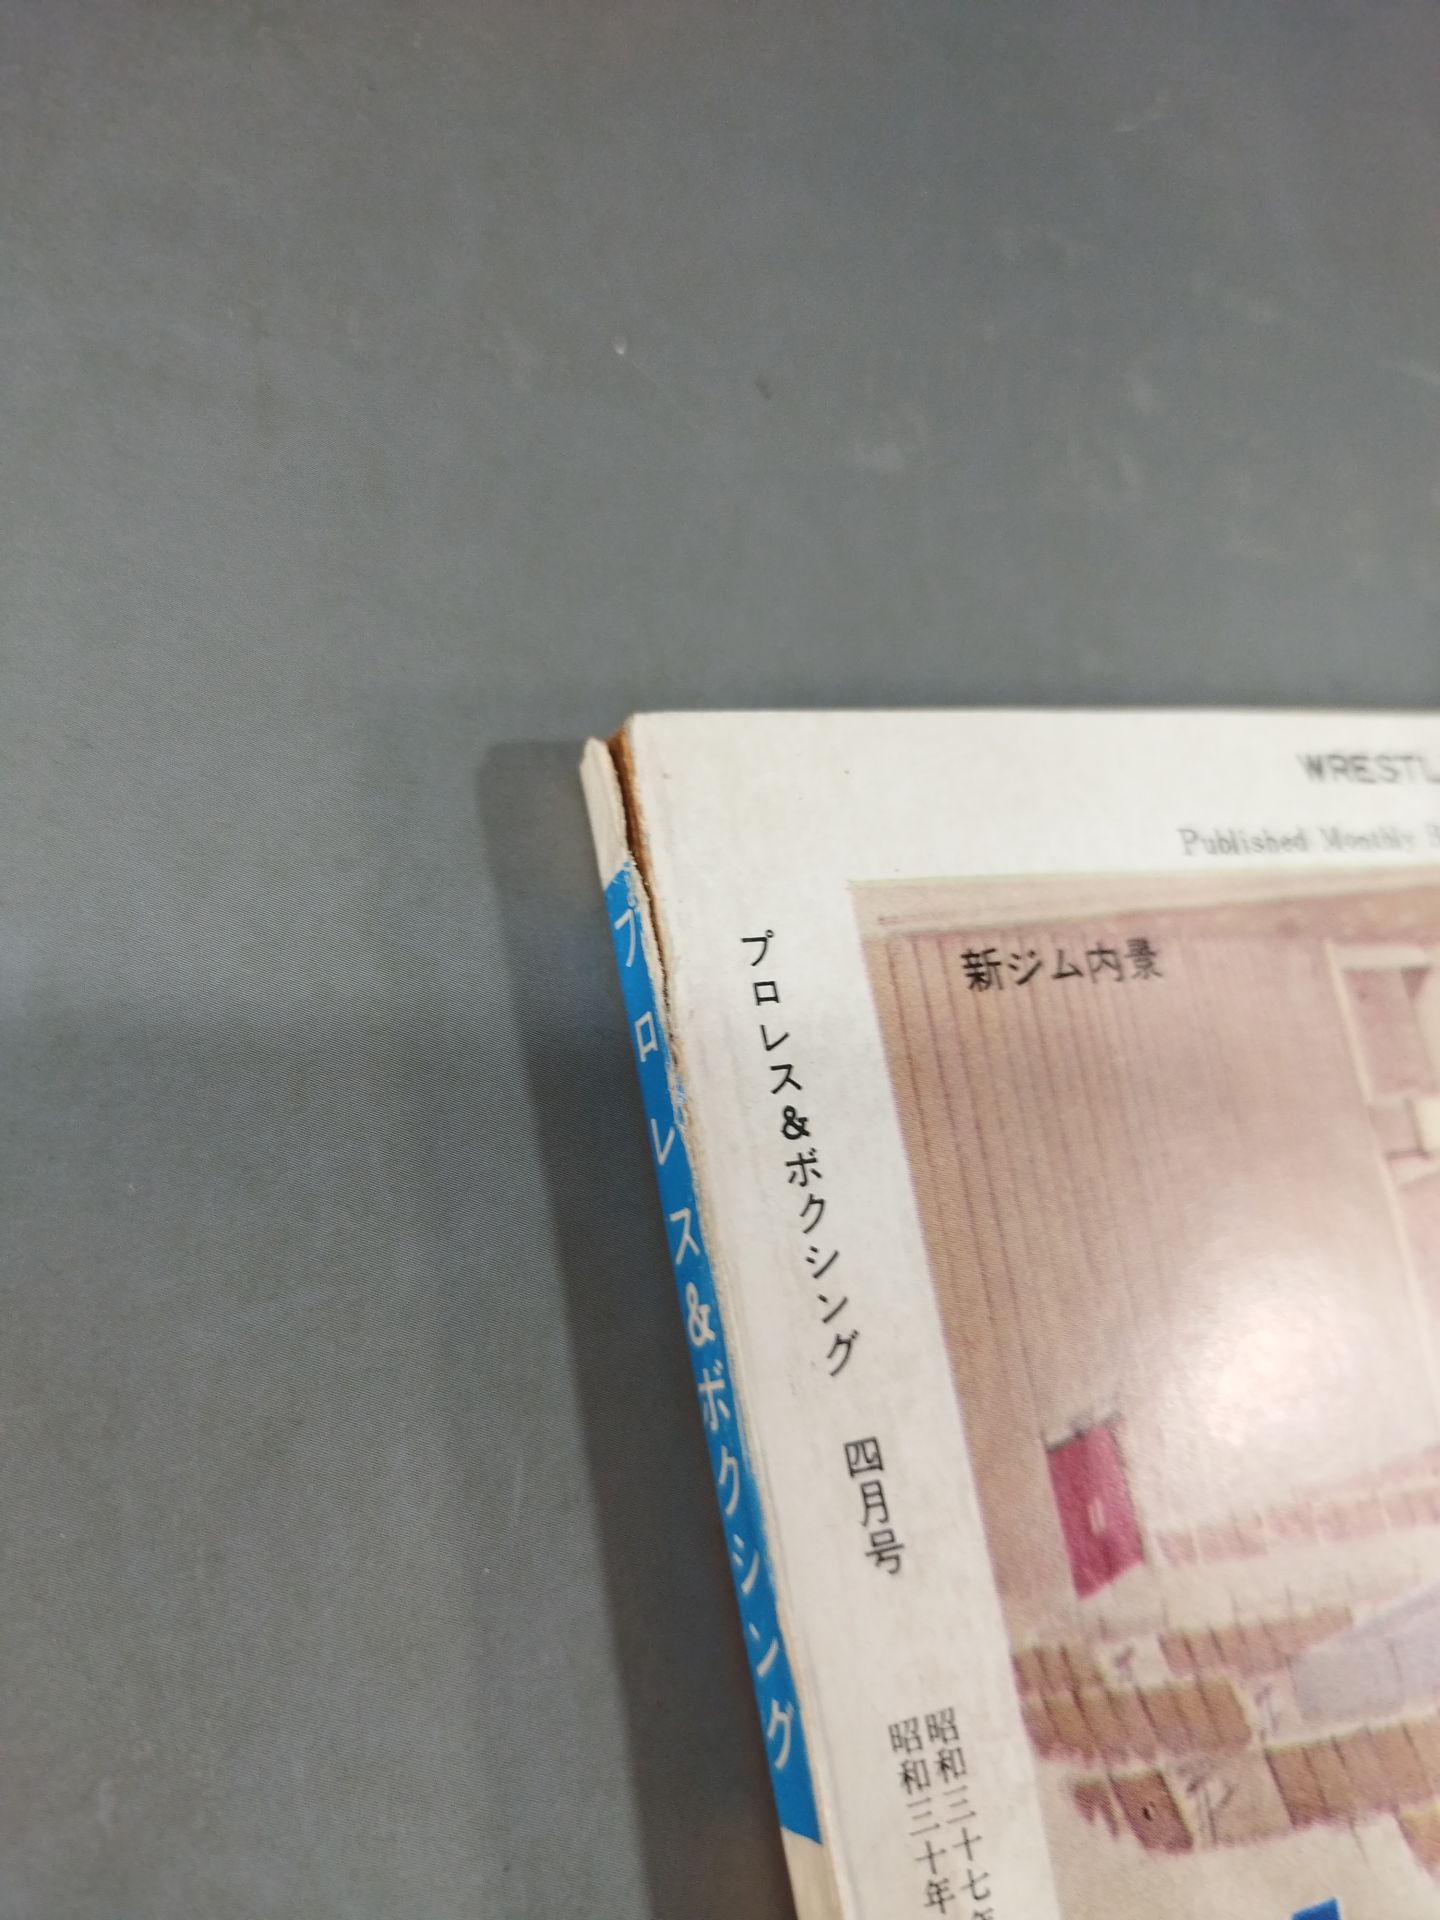 WRESTL
Published Monthly
新ジム内景
プロレス&ボクシング
プロレス&ボクシング 四月号
昭和三十七年
昭和三十年